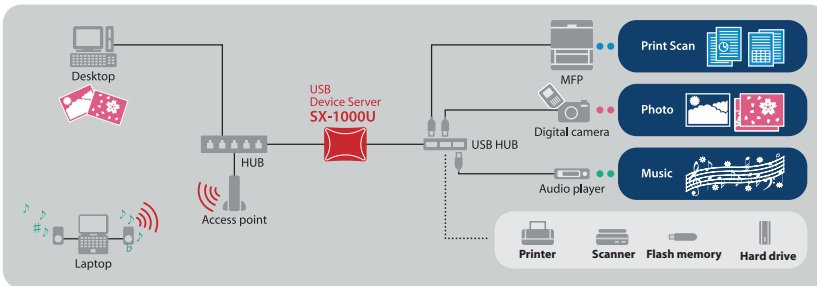 Desktop
USB
Device Server
SX-1000U
HUB
Access point
Laptop
USB HUB
MFP
Print Scan
Digital camera
Photo
Audio player
Music
Printer
Scanner
Flash memory
Hard drive